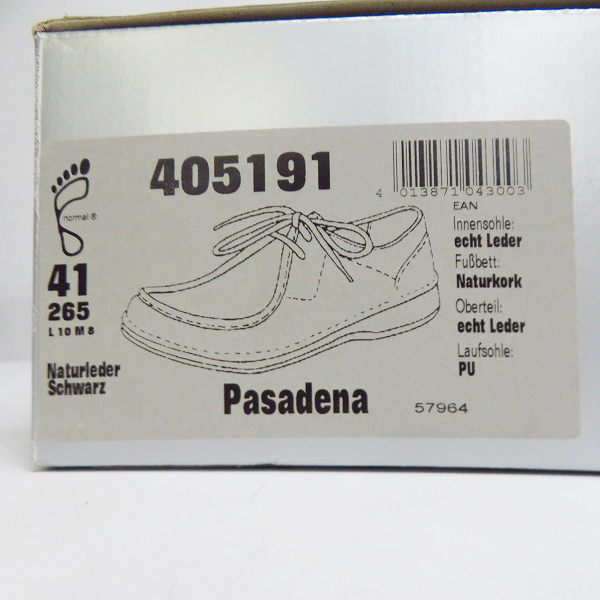 405191
4 013871 043003
EAN
normal ®
41
265
L 10 M 8
Naturleder
Schwarz
Innensohle:
echt Leder
Fußbett:
Naturkork
Oberteil:
echt Leder
Laufsohle:
PU
Pasadena
57964